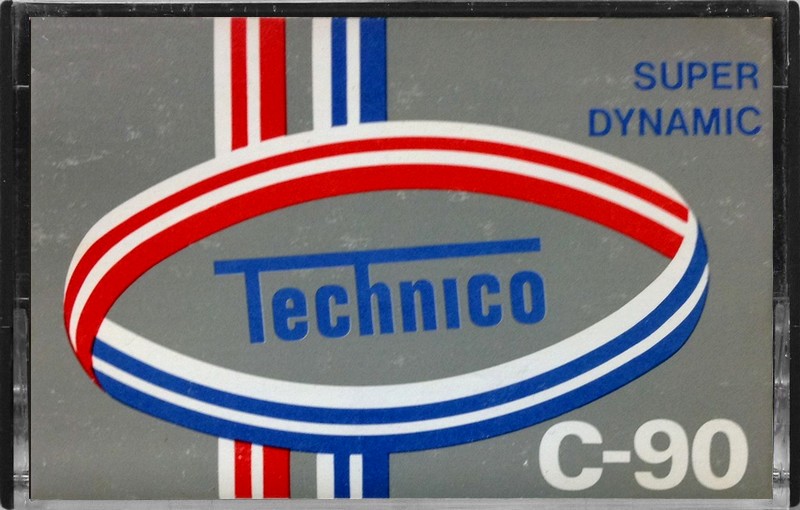 SUPER
DYNAMIC
Technico
C-90